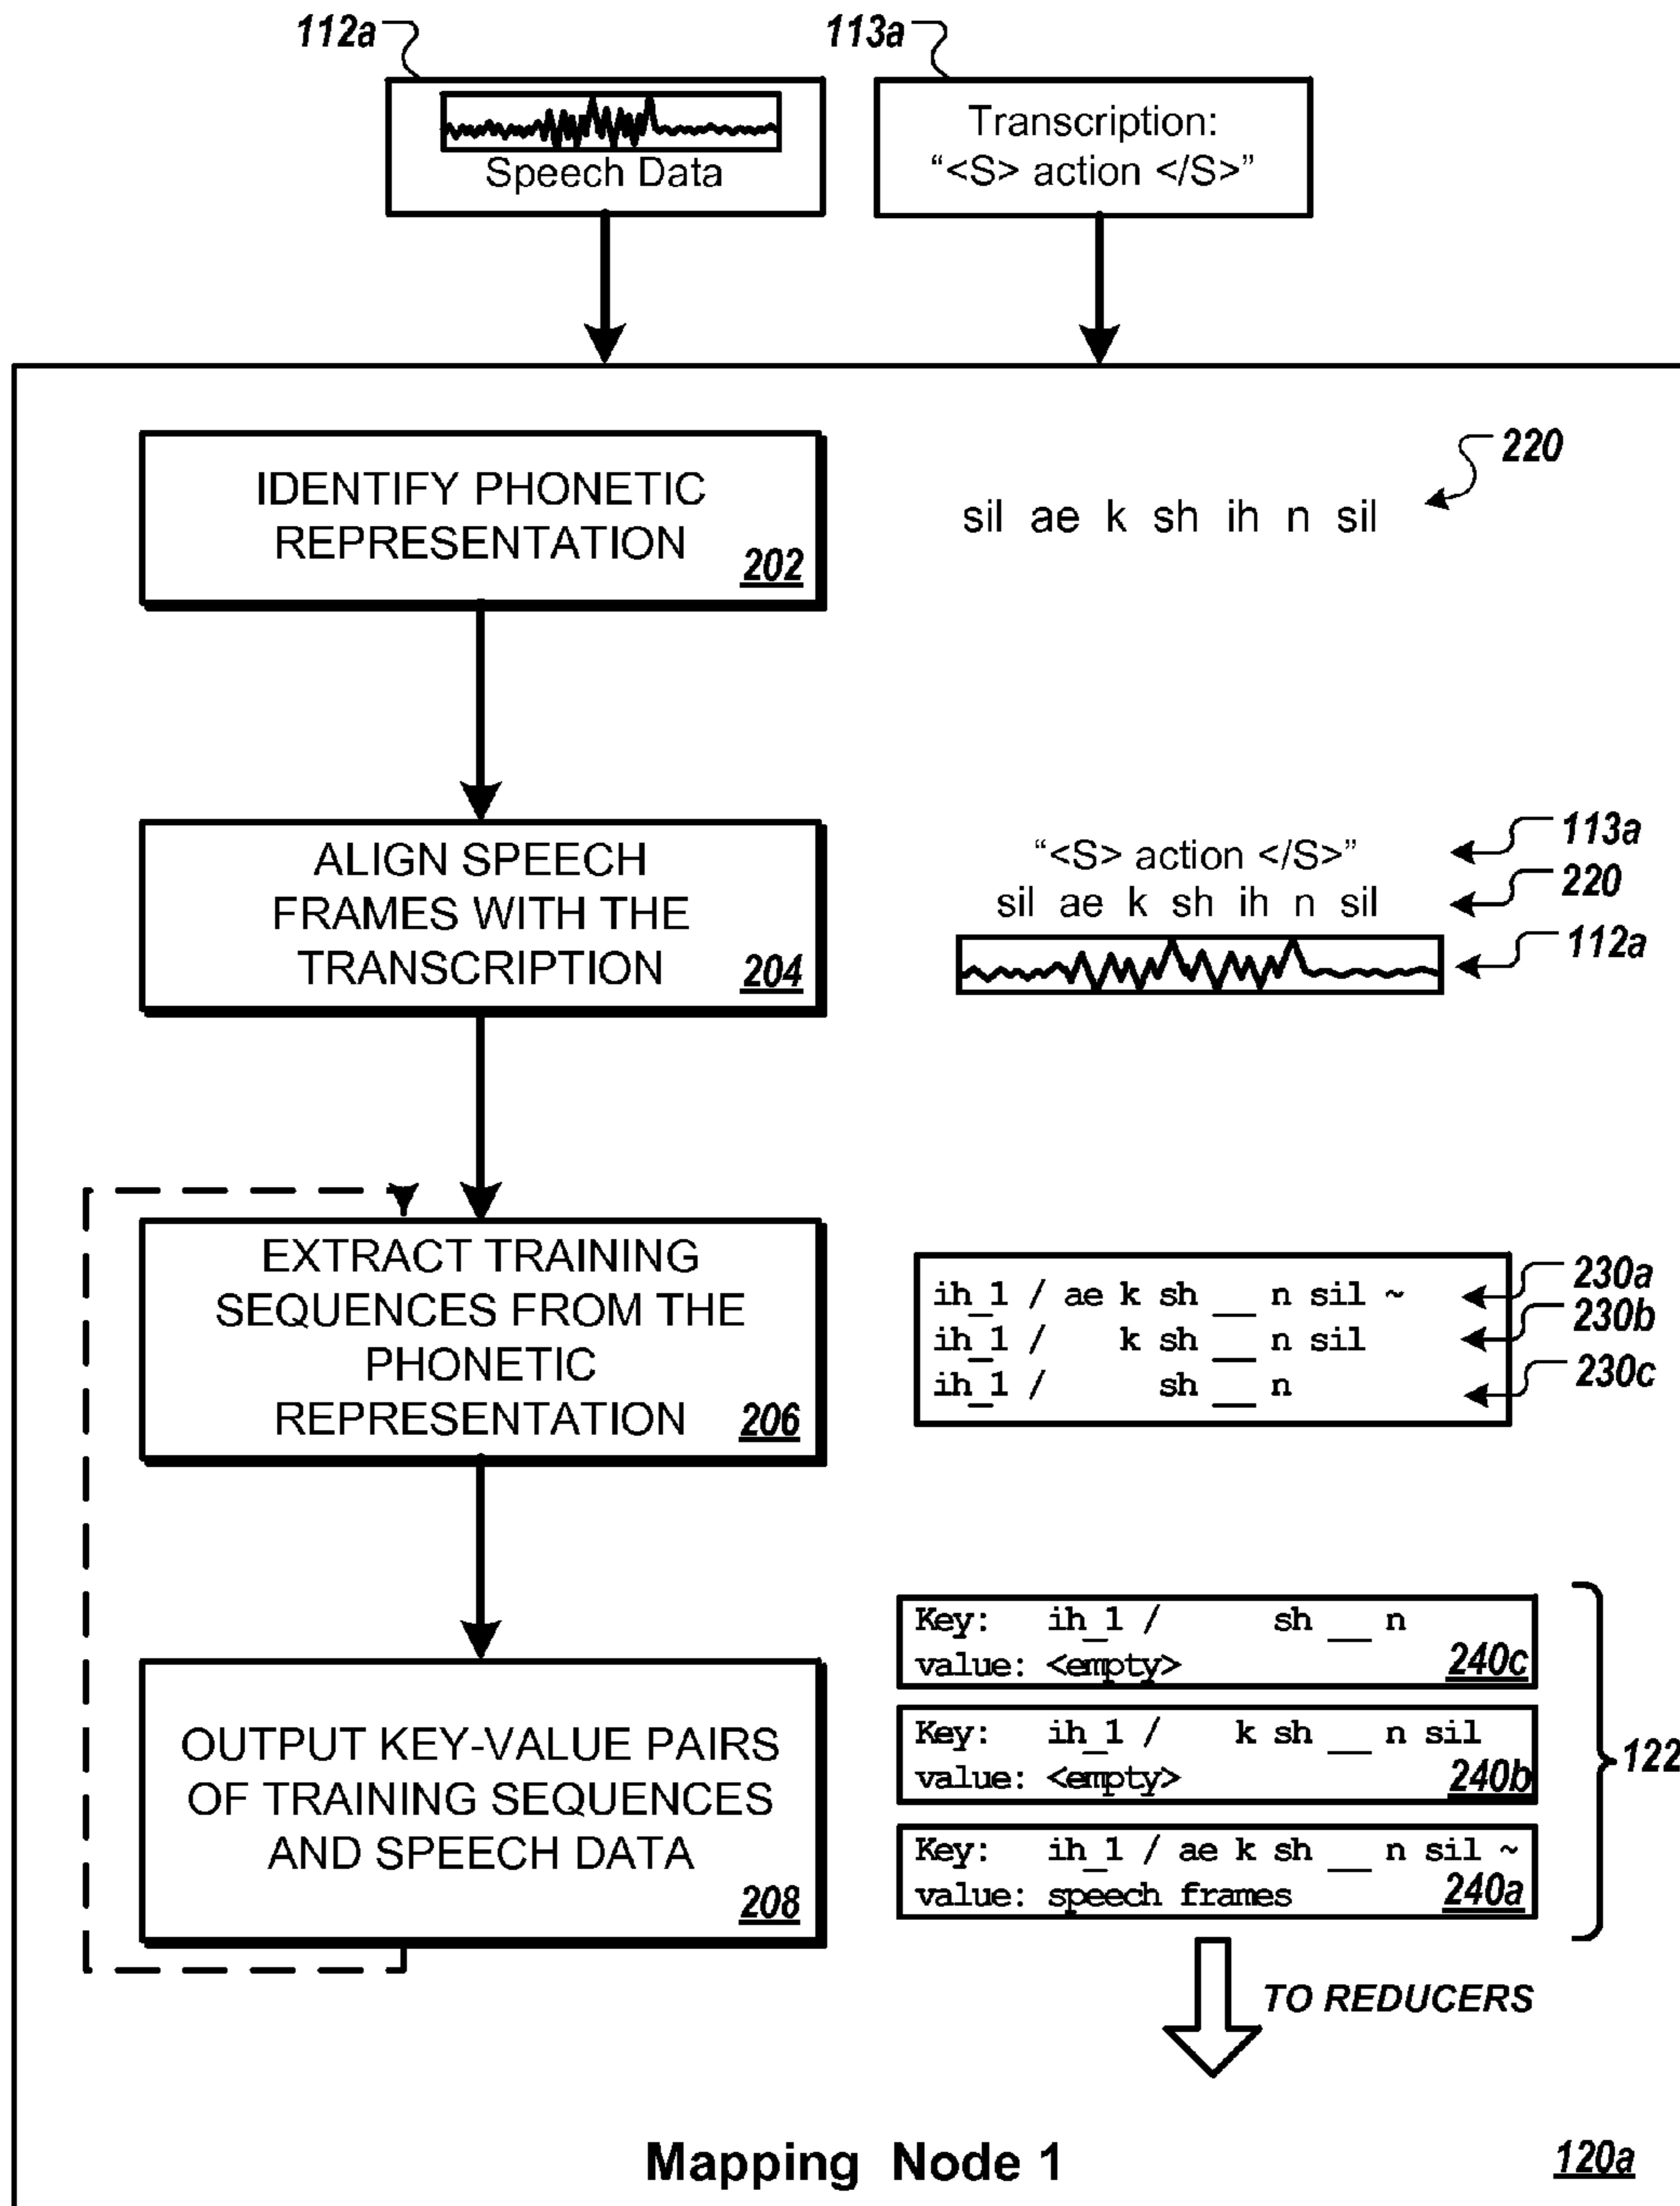 112a
113a
Speech Data
Transcription:
“<S> action </S>”
IDENTIFY PHONETIC
REPRESENTATION
202
sil ae k sh ih n sil
220
ALIGN SPEECH
FRAMES WITH THE
TRANSCRIPTION
204
“<S> action </S>”
113a
sil ae k sh ih n sil
220
112a
EXTRACT TRAINING
SEQUENCES FROM THE
PHONETIC
REPRESENTATION
206
ih_1 / ae k sh __ n sil ~
230a
ih_1 / k sh __ n sil
230b
ih_1 / sh __ n
230c
OUTPUT KEY-VALUE PAIRS
OF TRAINING SEQUENCES
AND SPEECH DATA
208
Key: ih_1 / sh __ n
value: <empty>
240c
Key: ih_1 / k sh __ n sil
value: <empty>
240b
Key: ih_1 / ae k sh __ n sil ~
value: speech frames
240a
122
TO REDUCERS
Mapping Node 1
120a